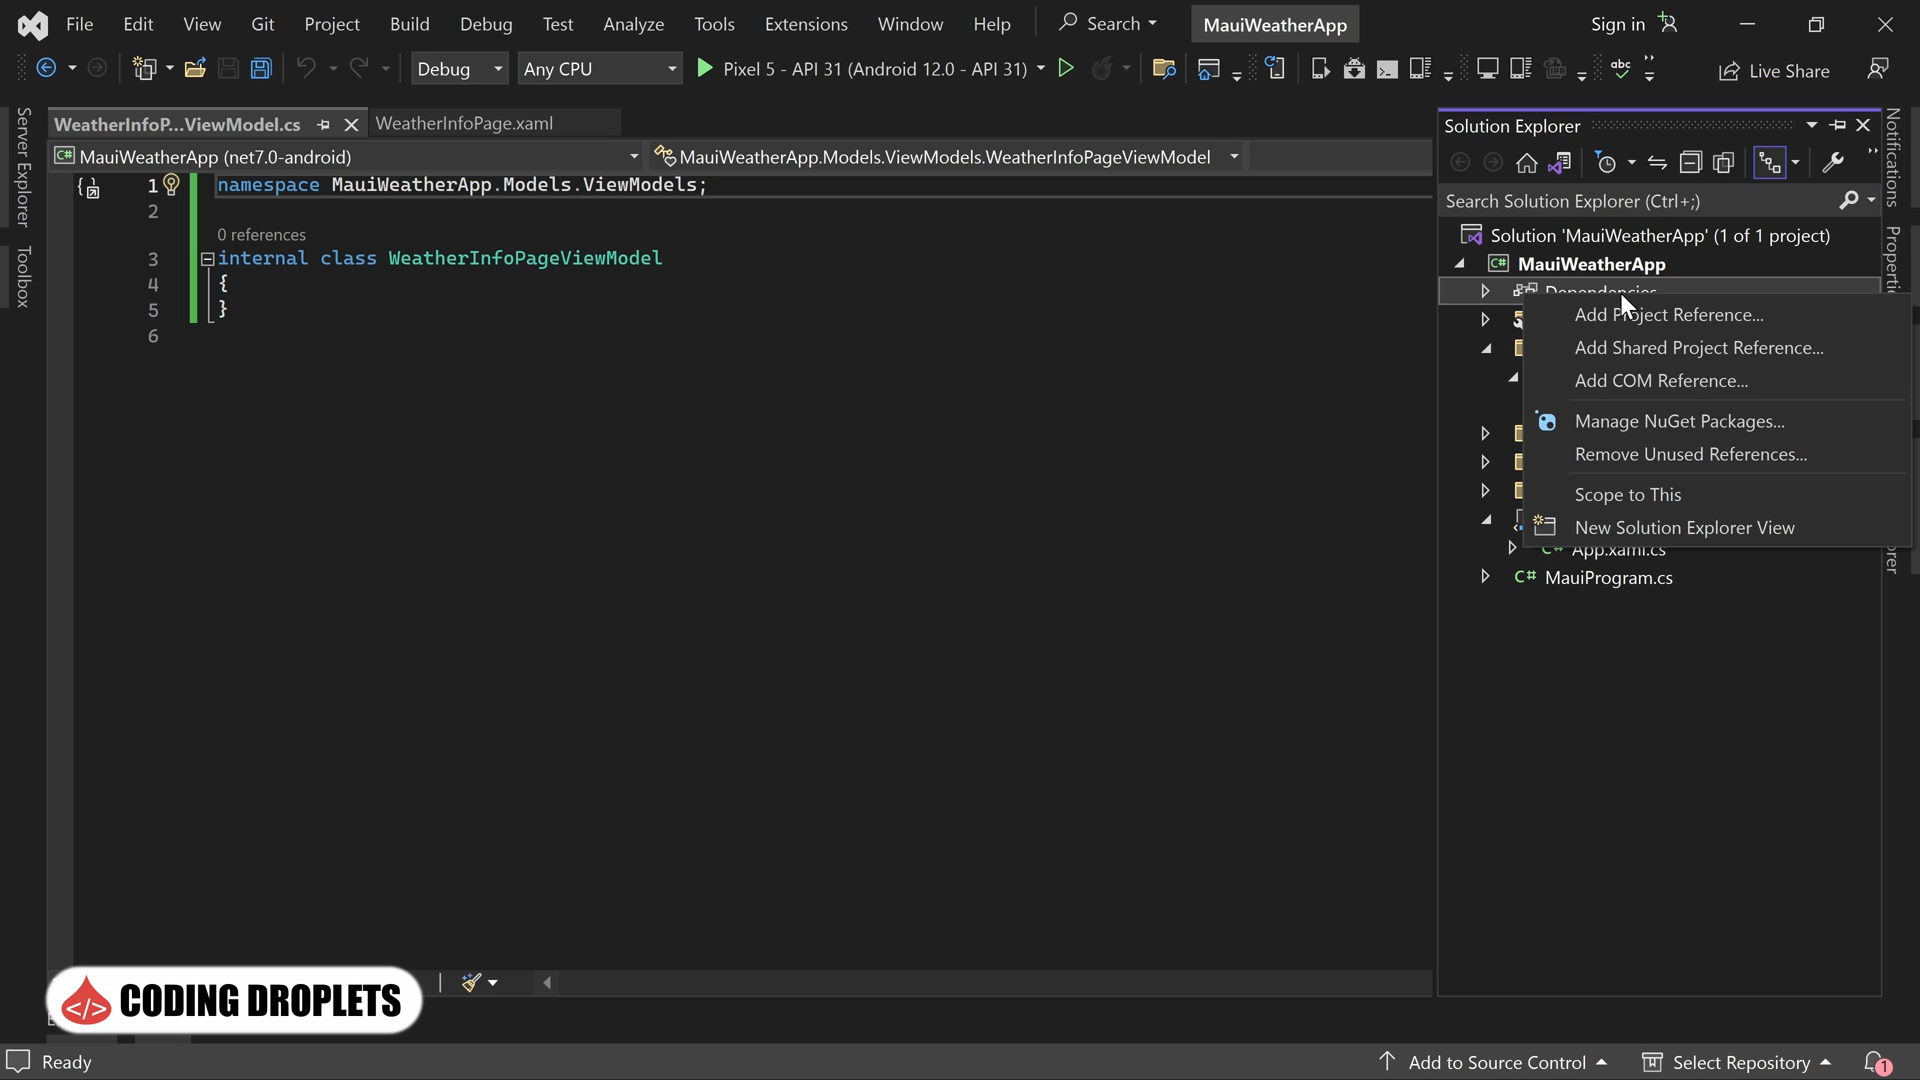 File Edit View Git Project Build Debug Test Analyze Tools Extensions Window Help Search MauiWeatherApp Sign in
Debug Any CPU Pixel 5 - API 31 (Android 12.0 - API 31) abc Live Share
WeatherInfoP...ViewModel.cs WeatherInfoPage.xaml
MauiWeatherApp (net7.0-android) MauiWeatherApp.Models.ViewModels.WeatherInfoPageViewModel
Server Explorer
Toolbox
1 namespace MauiWeatherApp.Models.ViewModels;
2
0 references
3 internal class WeatherInfoPageViewModel
4 {
5 }
6
Solution Explorer
Search Solution Explorer (Ctrl+;)
Solution 'MauiWeatherApp' (1 of 1 project)
C# MauiWeatherApp
Dependencies
Add Project Reference...
Add Shared Project Reference...
Add COM Reference...
Manage NuGet Packages...
Remove Unused References...
Scope to This
New Solution Explorer View
C# App.xaml.cs
C# MauiProgram.cs
Notifications
CODING DROPLETS
Ready Add to Source Control Select Repository 1